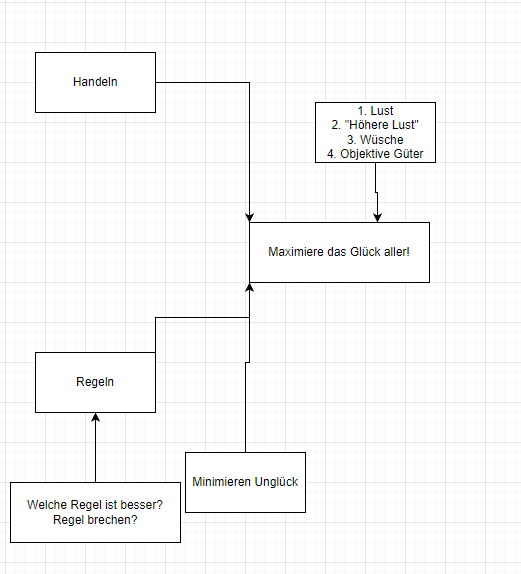 Handeln
1. Lust
2. "Höhere Lust"
3. Wüsche
4. Objektive Güter
Maximiere das Glück aller!
Regeln
Minimieren Unglück
Welche Regel ist besser?
Regel brechen?